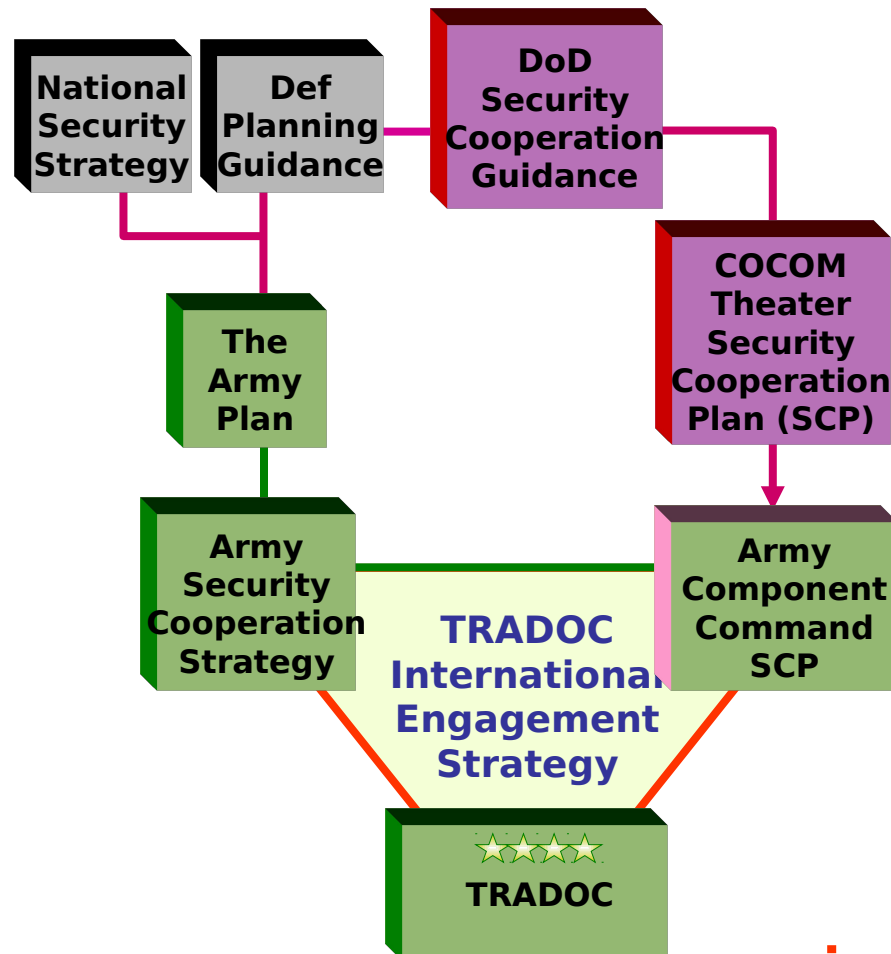 National
Security
Strategy
Def
Planning
Guidance
DoD
Security
Cooperation
Guidance
COCOM
Theater
Security
Cooperation
Plan (SCP)
The
Army
Plan
Army
Security
Cooperation
Strategy
Army
Component
Command
SCP
TRADOC
International
Engagement
Strategy
TRADOC